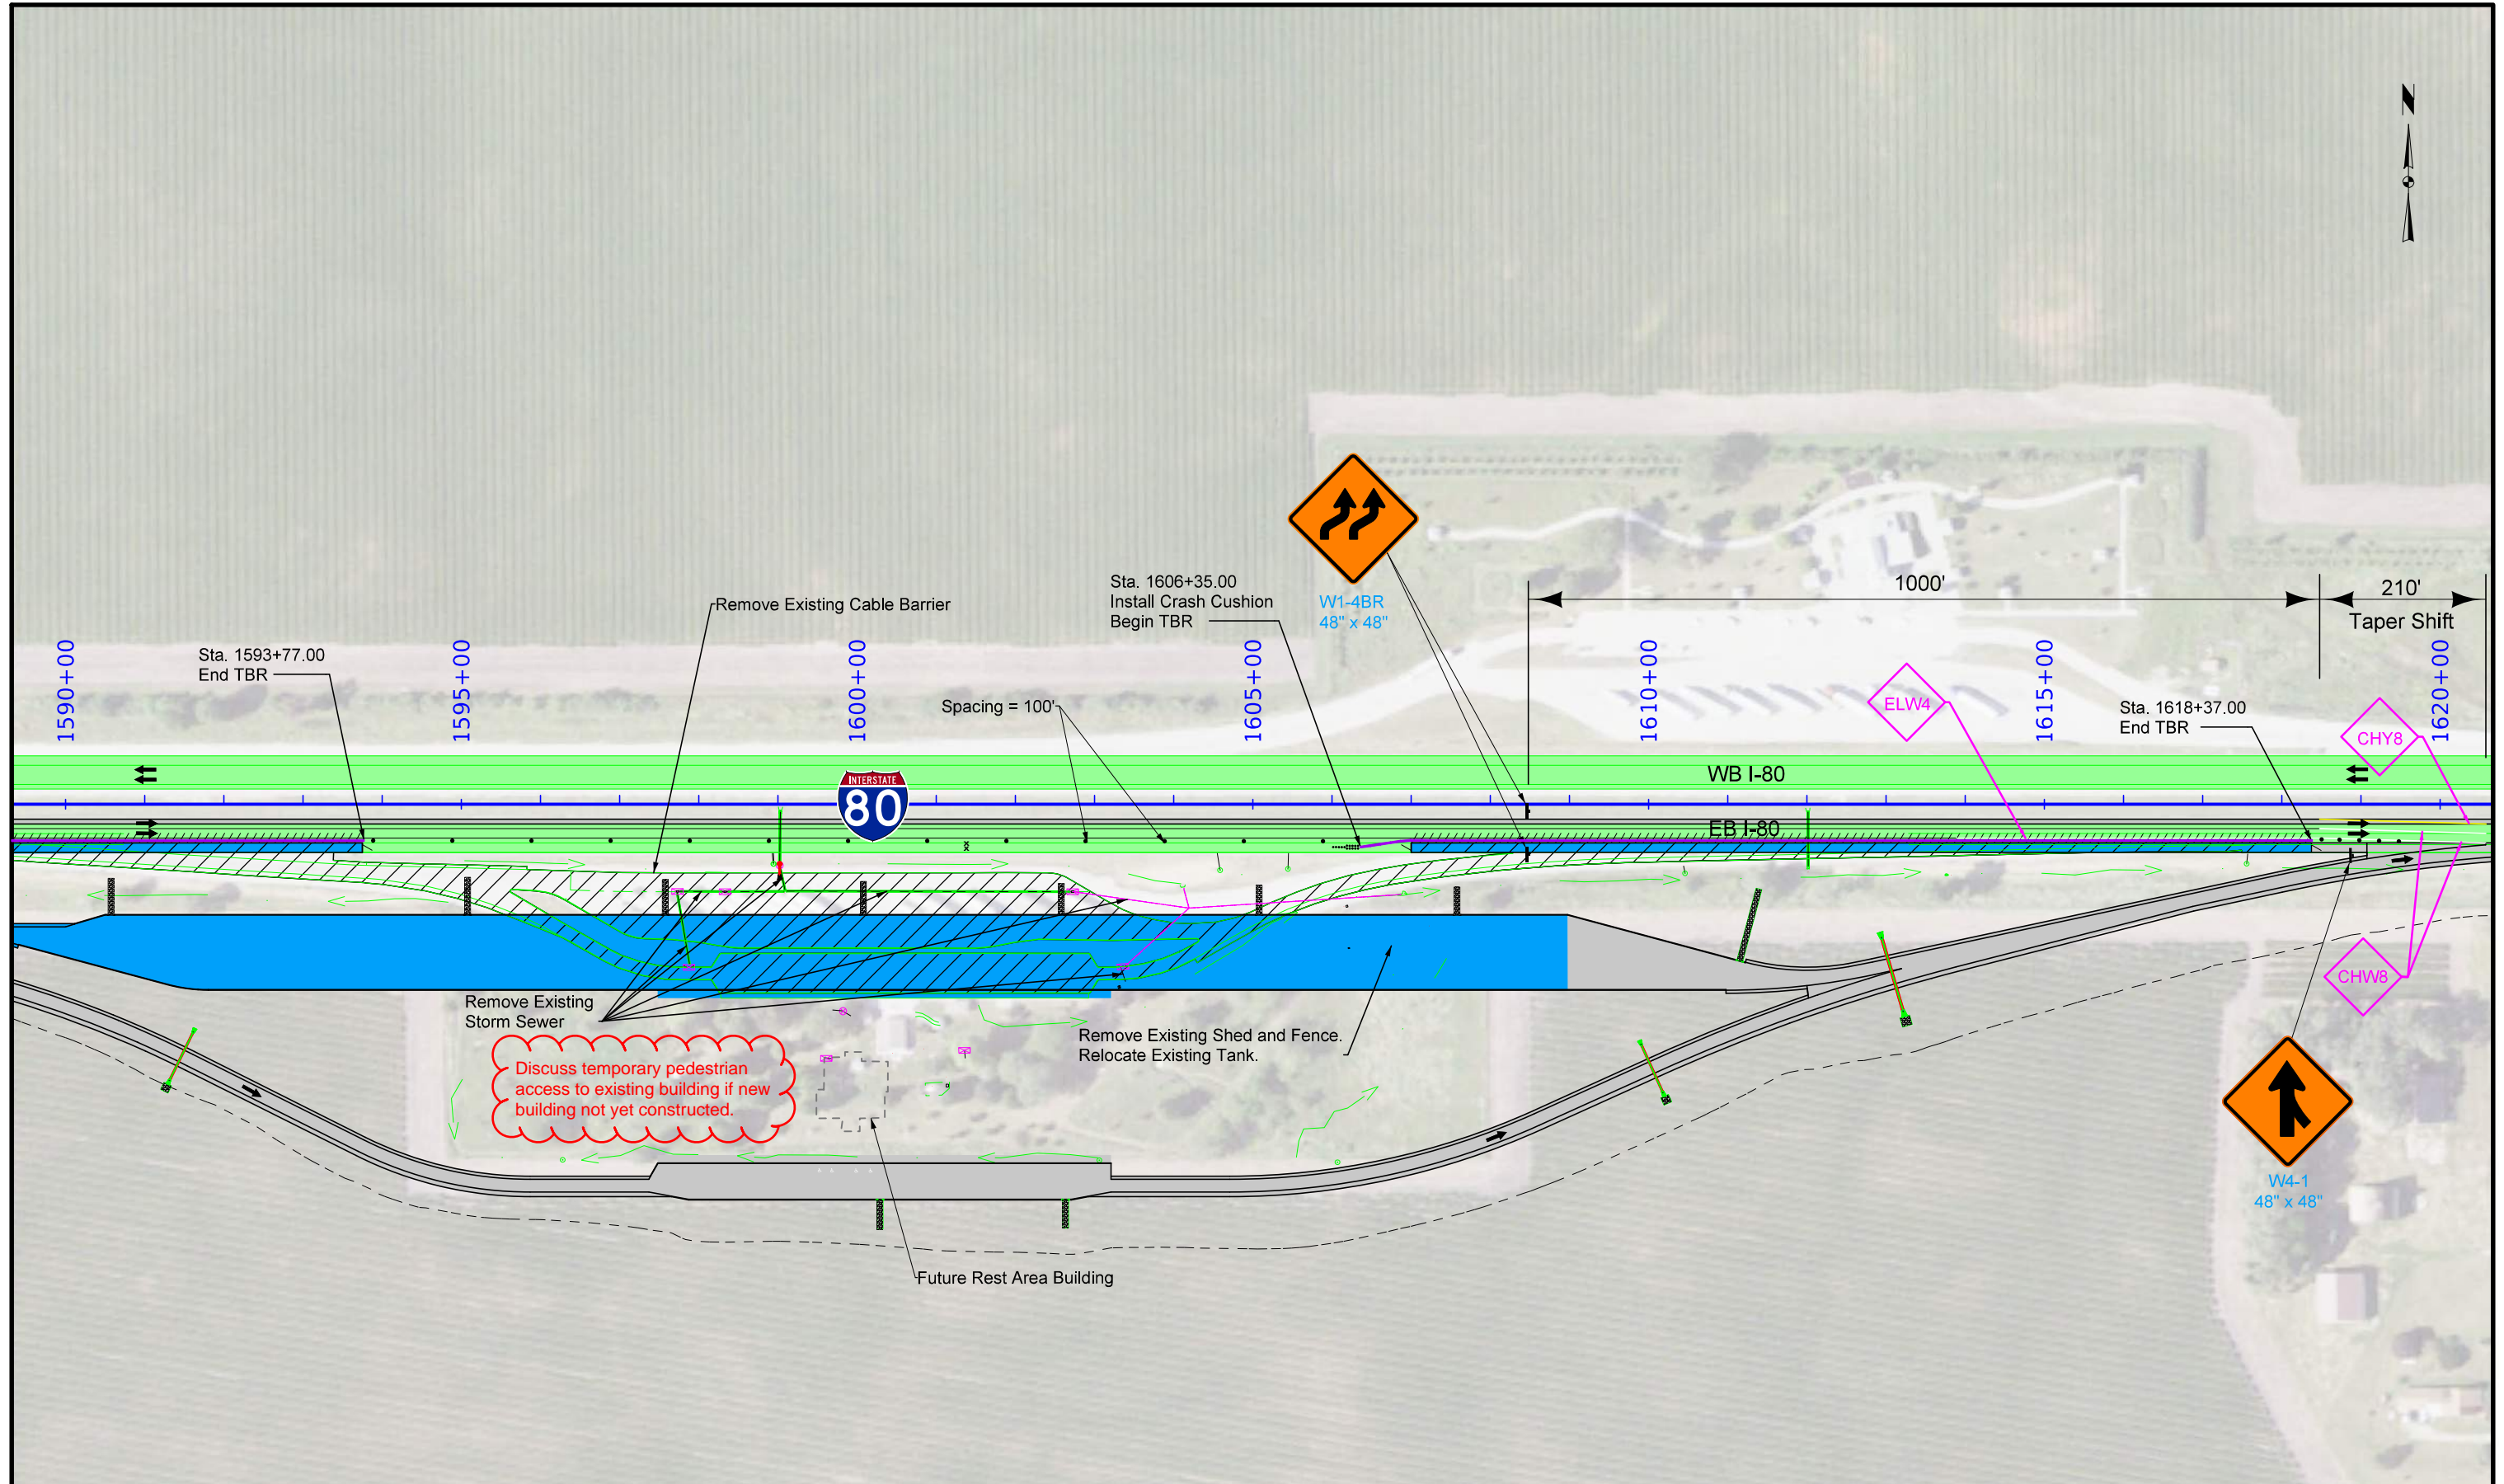 N
Remove Existing Cable Barrier
Sta. 1606+35.00
Install Crash Cushion
Begin TBR
W1-4BR
48" x 48"
1000'
210'
Taper Shift
Sta. 1593+77.00
End TBR
Spacing = 100'
1590+00
1595+00
1600+00
1605+00
1610+00
1615+00
1620+00
ELW4
Sta. 1618+37.00
End TBR
CHY8
WB I-80
INTERSTATE
80
EB I-80
CHW8
Remove Existing
Storm Sewer
Remove Existing Shed and Fence.
Relocate Existing Tank.
Discuss temporary pedestrian
access to existing building if new
building not yet constructed.
W4-1
48" x 48"
Future Rest Area Building